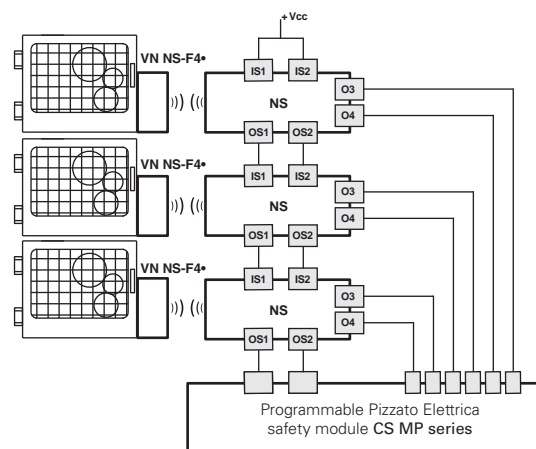 +Vcc
VN NS-F4•
IS1 IS2
O3
NS
O4
OS1 OS2
VN NS-F4•
IS1 IS2
O3
NS
O4
OS1 OS2
VN NS-F4•
IS1 IS2
O3
NS
O4
OS1 OS2
Programmable Pizzato Elettrica
safety module CS MP series